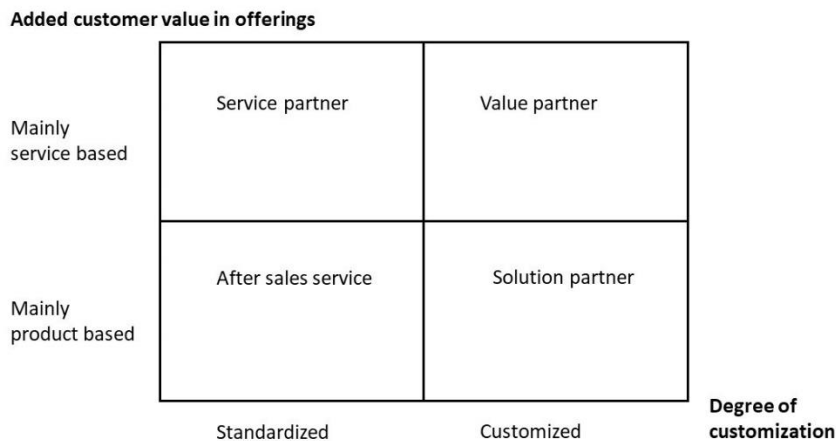 Added customer value in offerings
Service partner
Value partner
Mainly
service based
After sales service
Solution partner
Mainly
product based
Degree of
customization
Standardized
Customized